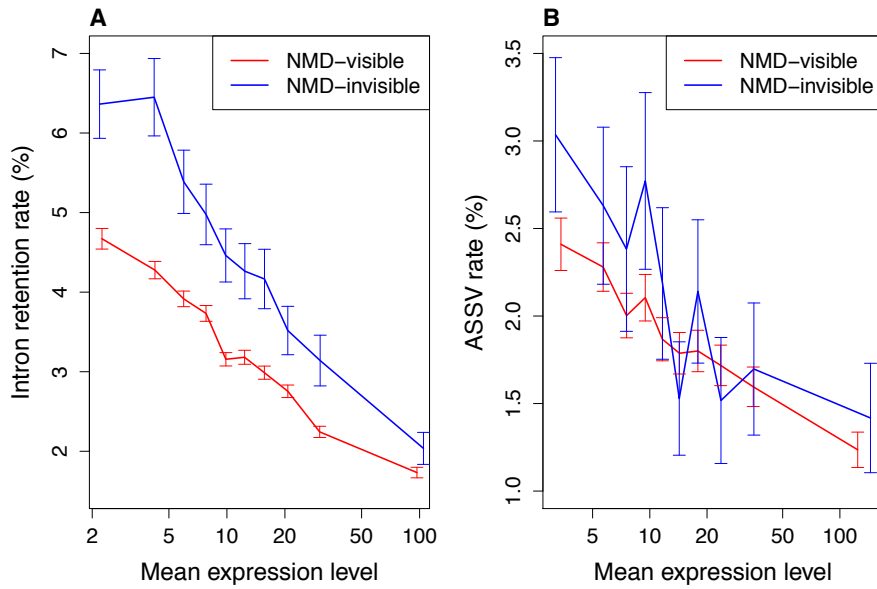 A
NMD−visible
NMD−invisible
Intron retention rate (%)
7
6
5
4
3
2
2 5 10 20 50 100
Mean expression level
B
NMD−visible
NMD−invisible
ASSV rate (%)
3.5
3.0
2.5
2.0
1.5
1.0
5 10 20 50 100
Mean expression level